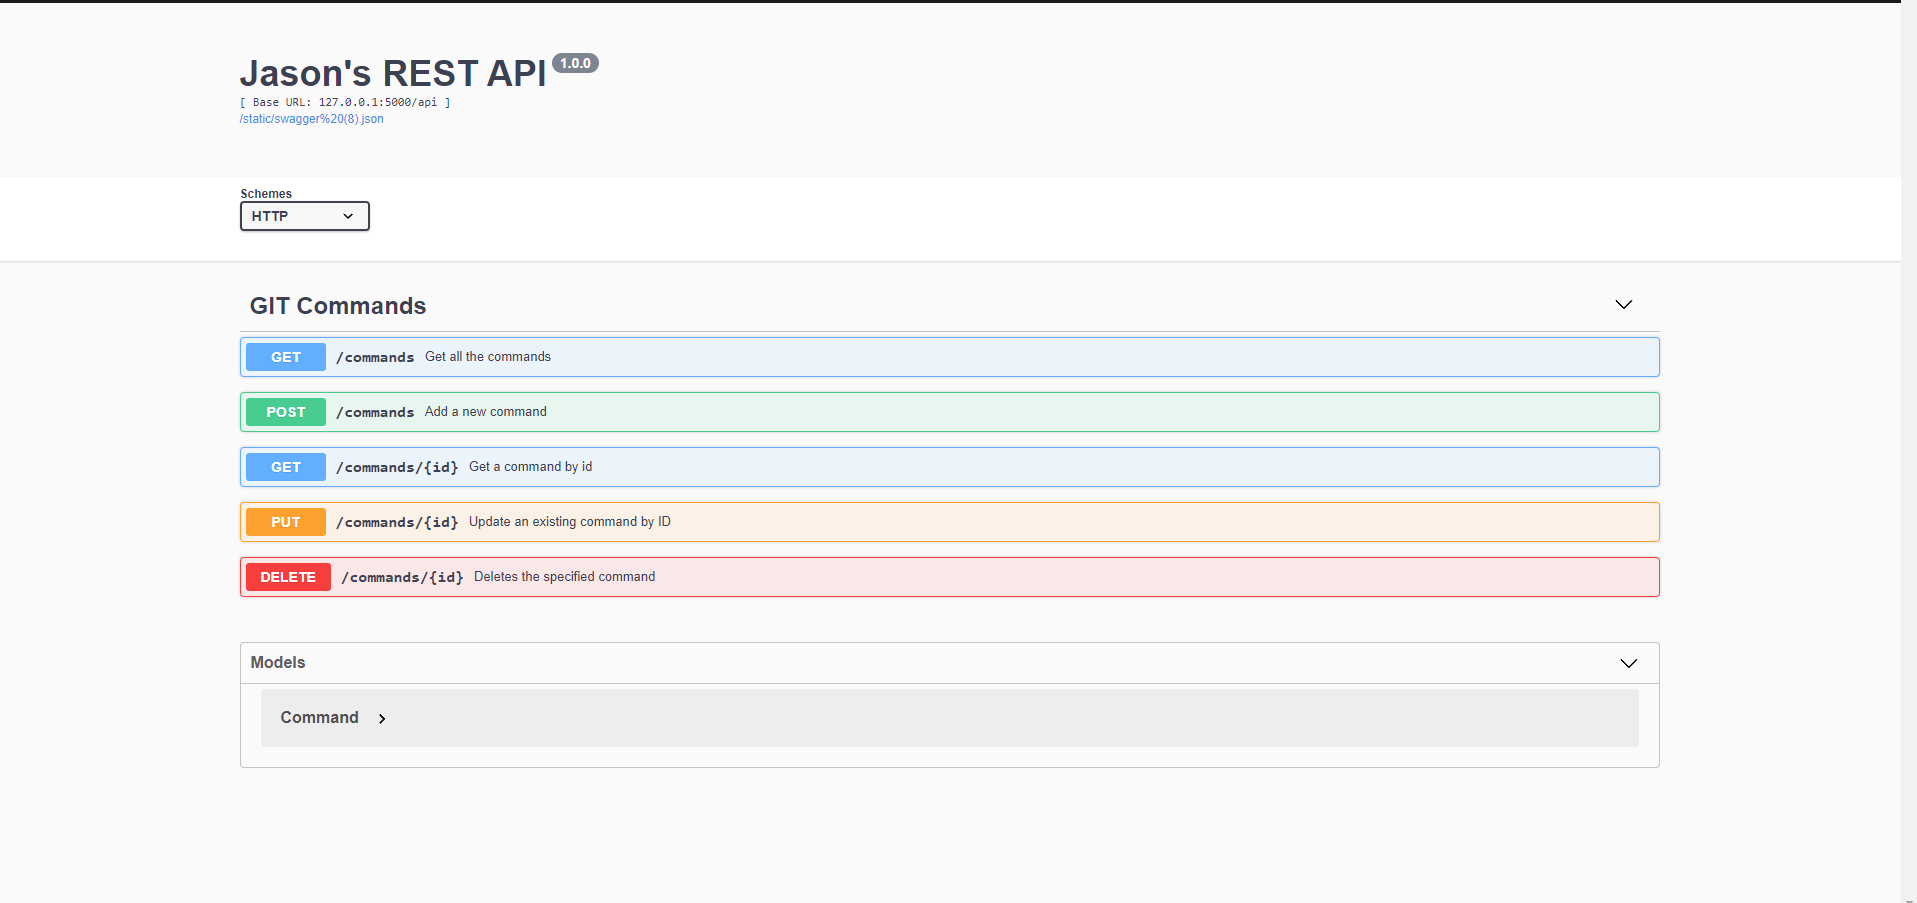 Jason's REST API 1.0.0
[ Base URL: 127.0.0.1:5000/api ]
/static/swagger%20(8).json
Schemes
HTTP
GIT Commands
GET /commands Get all the commands
POST /commands Add a new command
GET /commands/{id} Get a command by id
PUT /commands/{id} Update an existing command by ID
DELETE /commands/{id} Deletes the specified command
Models
Command